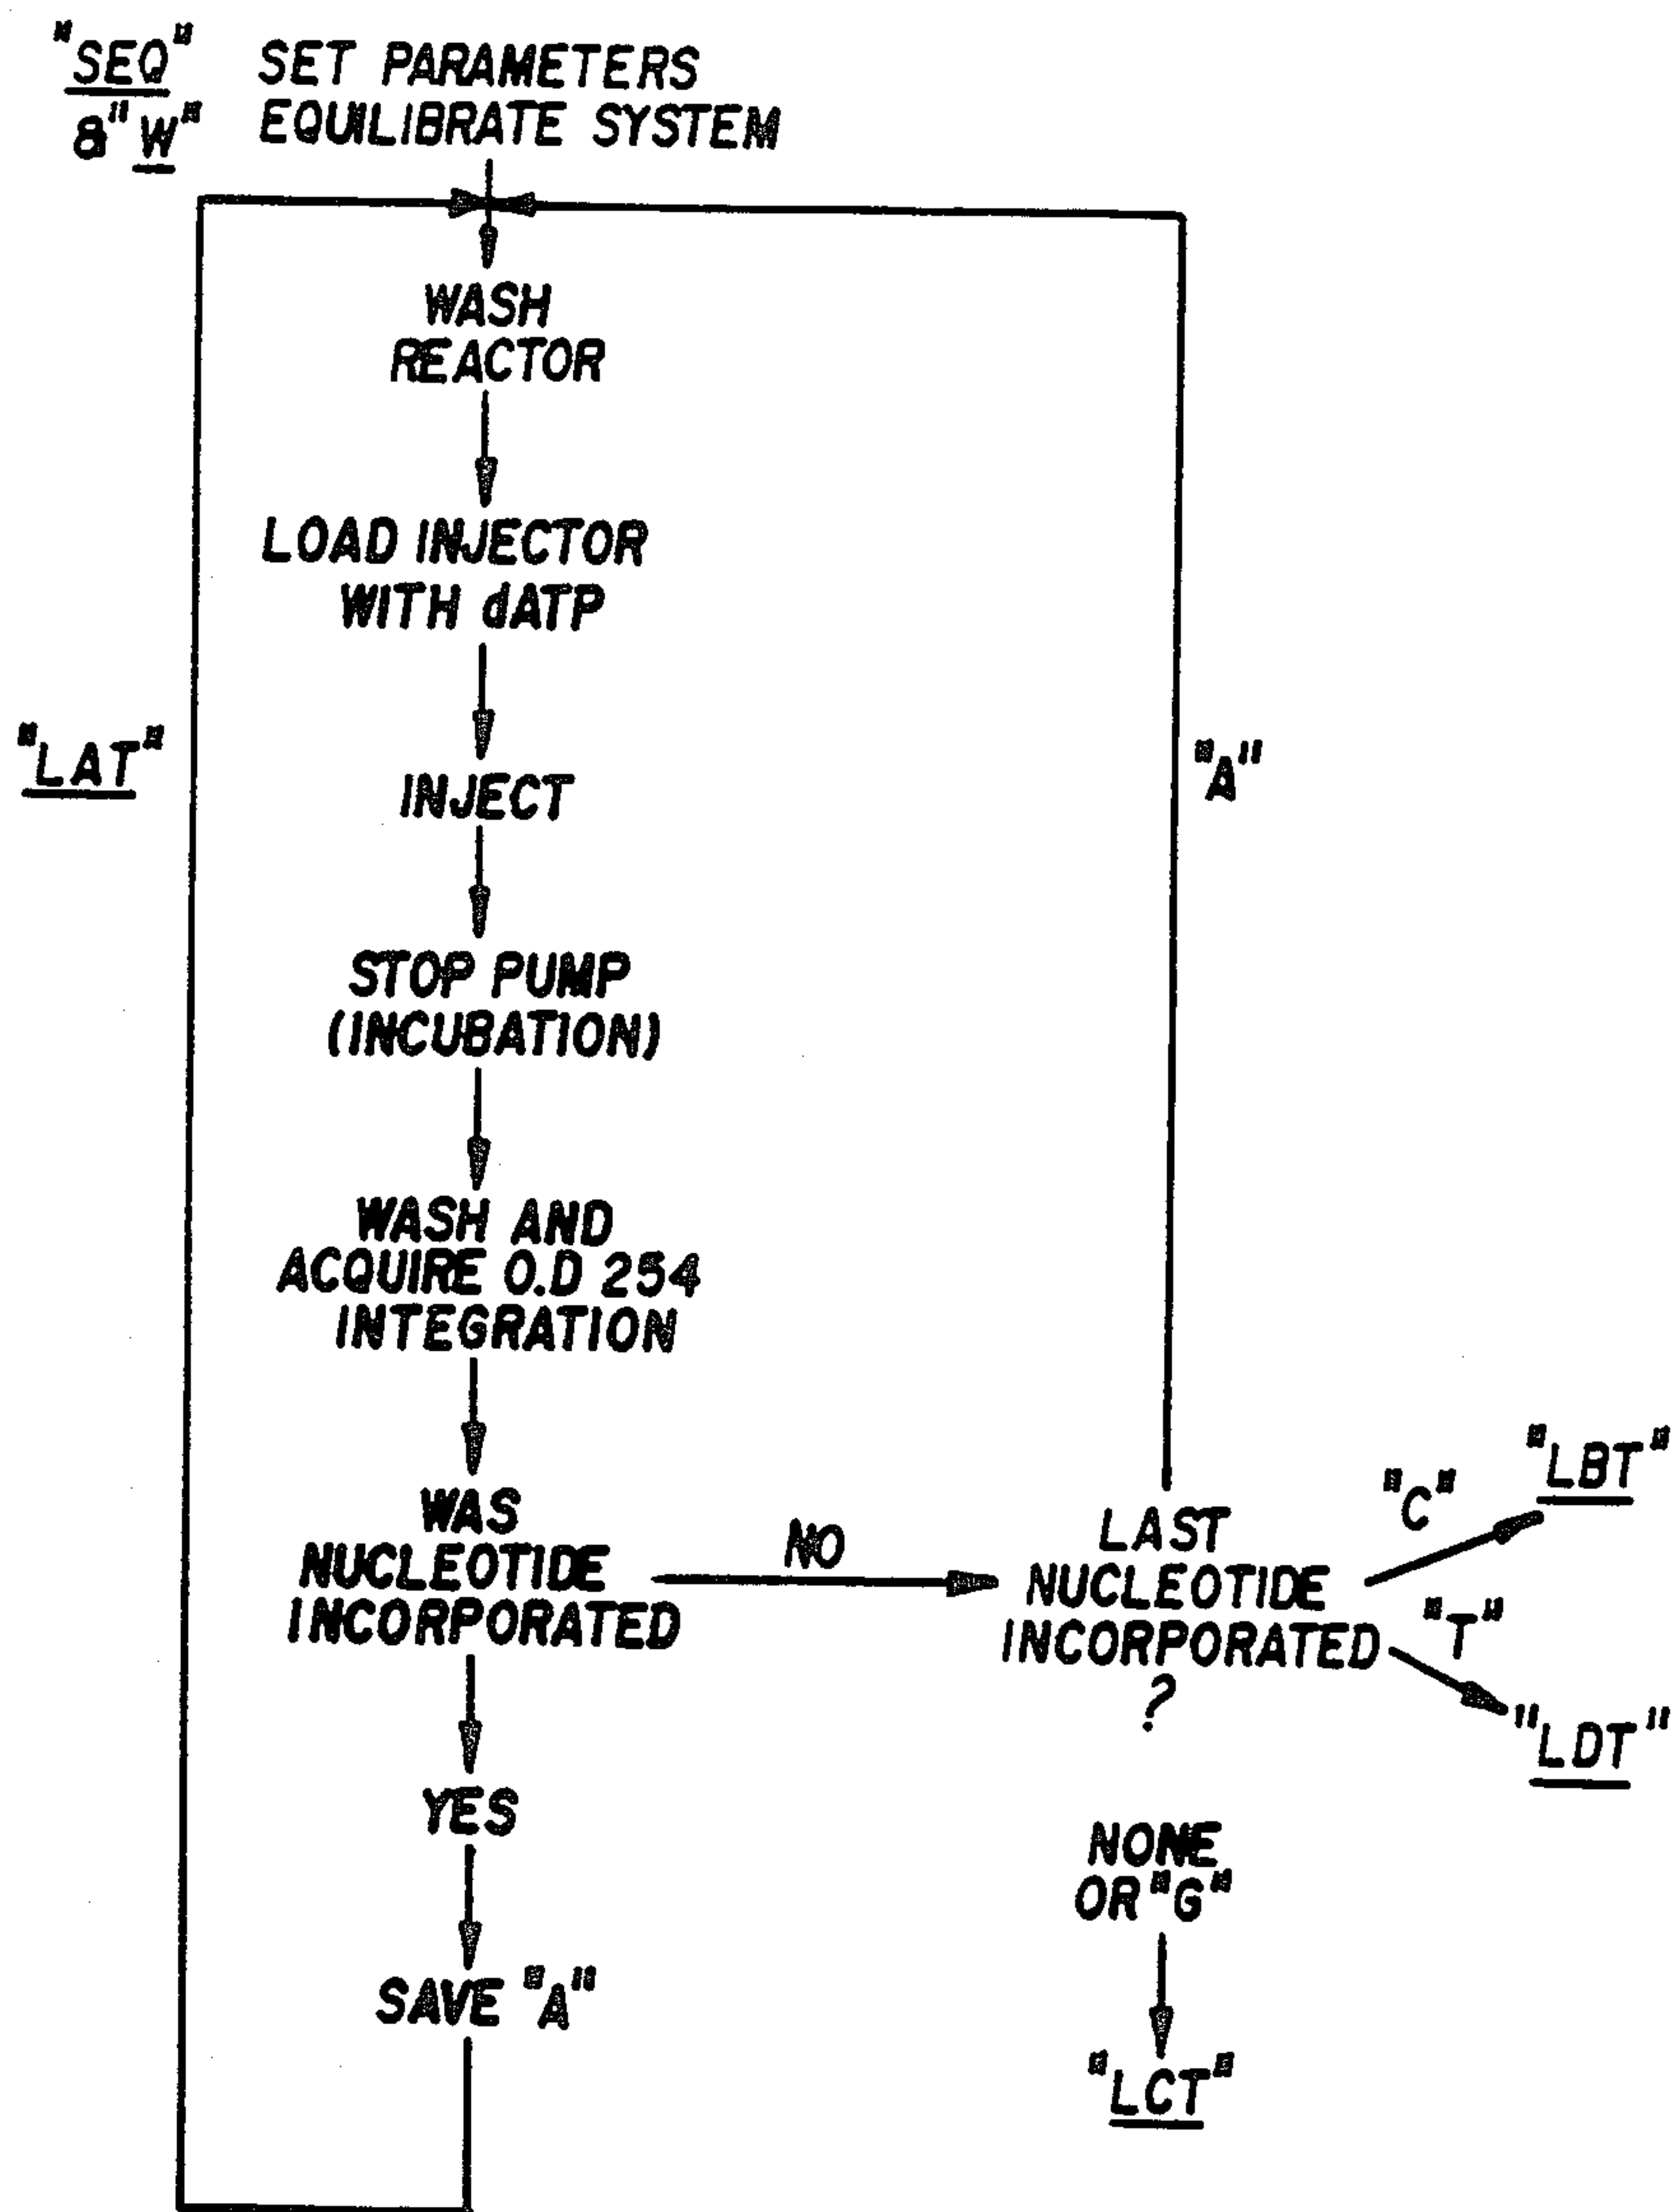 "SEQ" SET PARAMETERS
8"W" EQUILIBRATE SYSTEM
WASH
REACTOR
LOAD INJECTOR
WITH dATP
"LAT"
INJECT
"A"
STOP PUMP
(INCUBATION)
WASH AND
ACQUIRE O.D 254
INTEGRATION
WAS
NUCLEOTIDE
INCORPORATED
NO
LAST
NUCLEOTIDE
INCORPORATED
?
"C"
"LBT"
"T"
"LDT"
YES
NONE
OR "G"
SAVE "A"
"LCT"